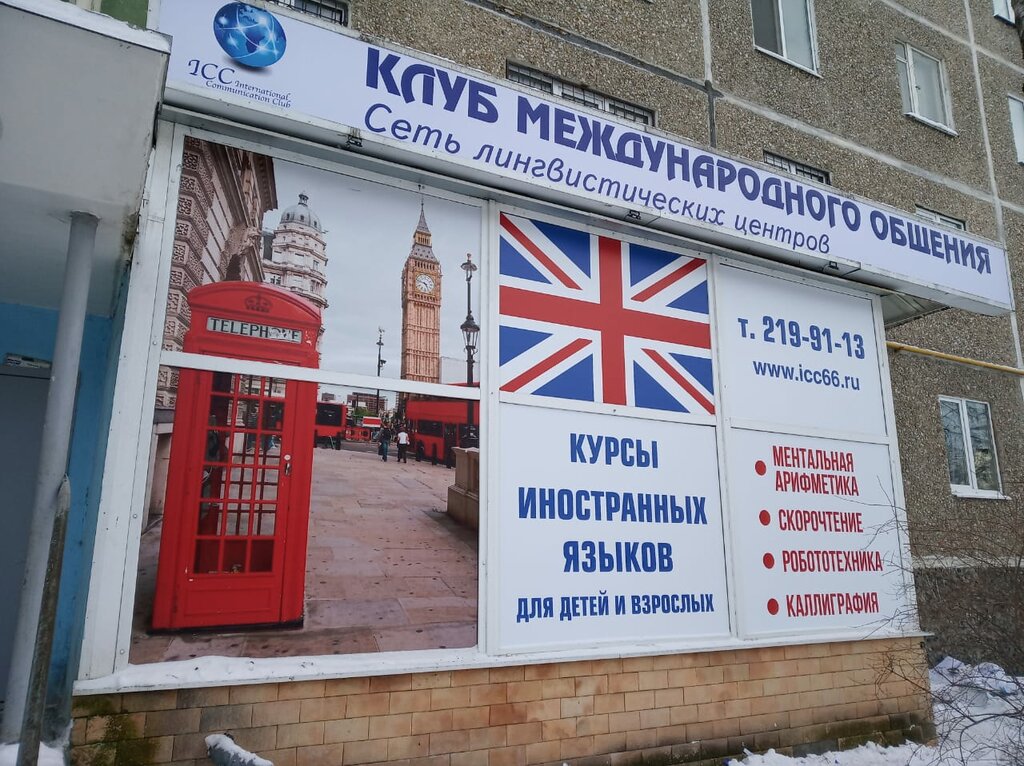 ICC International
Communication Club
КЛУБ МЕЖДУНАРОДНОГО ОБЩЕНИЯ
Сеть лингвистических центров
TELEPHONE
т. 219-91-13
www.icc66.ru
КУРСЫ
ИНОСТРАННЫХ
ЯЗЫКОВ
ДЛЯ ДЕТЕЙ И ВЗРОСЛЫХ
МЕНТАЛЬНАЯ
АРИФМЕТИКА
СКОРОЧТЕНИЕ
РОБОТОТЕХНИКА
КАЛЛИГРАФИЯ